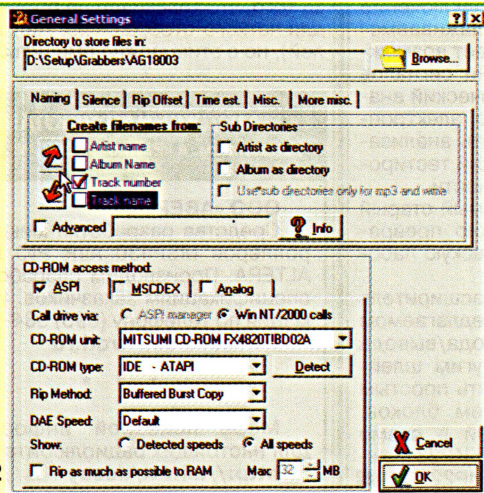 General Settings
Directory to store files in:
D:\Setup\Grabbers\AG18003
Browse...
Naming Silence Rip Offset Time est. Misc. More misc.
Create filenames from:
Artist name
Album Name
Track number
Track name
Sub Directories
Artist as directory
Album as directory
Use sub directories only for mp3 and wma
Advanced
Info
CD-ROM access method:
ASPI MSCDEX Analog
Call drive via: ASPI manager Win NT/2000 calls
CD-ROM unit: MITSUMI CD-ROM FX4820T!BD02A
CD-ROM type: IDE - ATAPI Detect
Rip Method: Buffered Burst Copy
DAE Speed: Default
Show: Detected speeds All speeds
Rip as much as possible to RAM Max: 32 MB
Cancel
OK